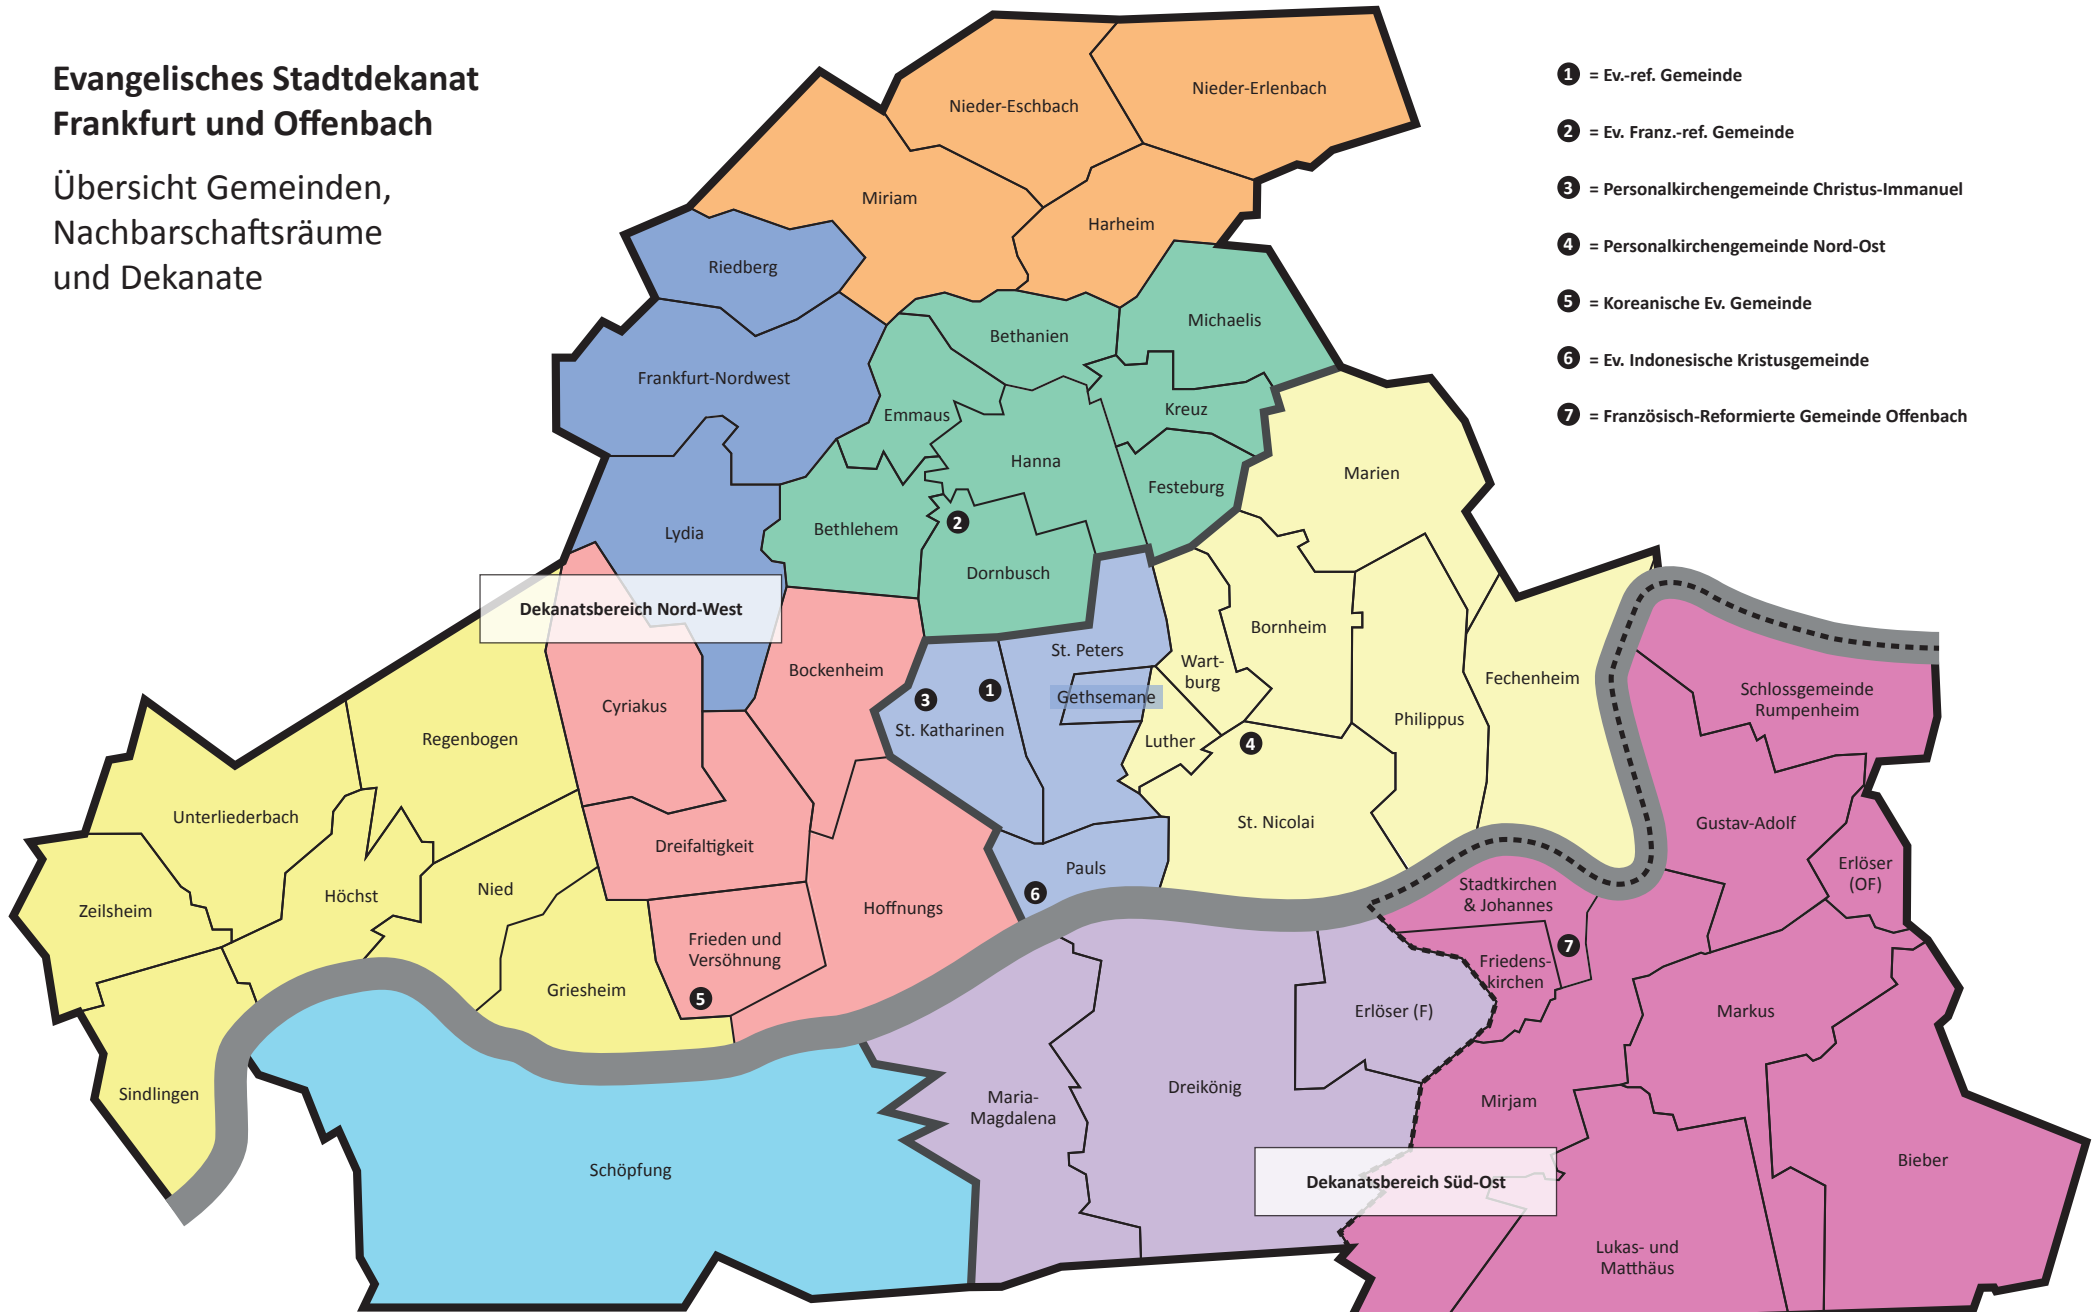 Evangelisches Stadtdekanat
Frankfurt und Offenbach
Übersicht Gemeinden,
Nachbarschaftsräume
und Dekanate
1 = Ev.-ref. Gemeinde
2 = Ev. Franz.-ref. Gemeinde
3 = Personalkirchengemeinde Christus-Immanuel
4 = Personalkirchengemeinde Nord-Ost
5 = Koreanische Ev. Gemeinde
6 = Ev. Indonesische Kristusgemeinde
7 = Französisch-Reformierte Gemeinde Offenbach
Nieder-Eschbach
Nieder-Erlenbach
Miriam
Harheim
Riedberg
Frankfurt-Nordwest
Lydia
Bethanien
Michaelis
Emmaus
Kreuz
Hanna
Festeburg
Bethlehem
2
Dornbusch
Marien
Dekanatsbereich Nord-West
Bornheim
St. Peters
Wart-
burg
Gethsemane
Fechenheim
Philippus
Luther
4
St. Nicolai
3
1
St. Katharinen
Pauls
6
Bockenheim
Cyriakus
Dreifaltigkeit
Hoffnungs
Frieden und
Versöhnung
5
Regenbogen
Unterliederbach
Höchst
Nied
Zeilsheim
Griesheim
Sindlingen
Schöpfung
Maria-
Magdalena
Dreikönig
Erlöser (F)
Schlossgemeinde
Rumpenheim
Gustav-Adolf
Erlöser
(OF)
Stadtkirchen
& Johannes
7
Friedens-
kirchen
Markus
Mirjam
Bieber
Dekanatsbereich Süd-Ost
Lukas- und
Matthäus